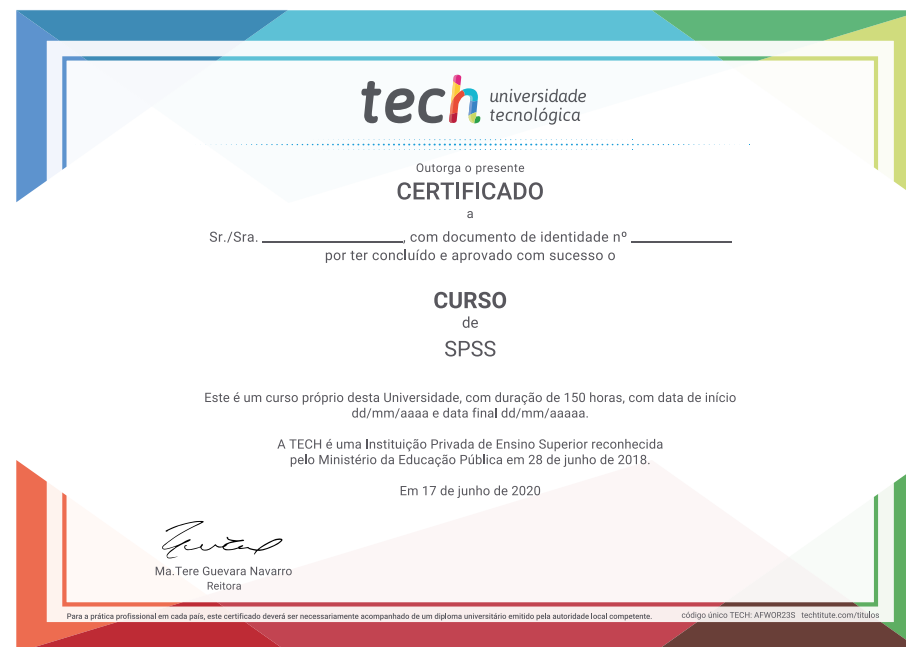 tech universidade
tecnológica
Outorga o presente
CERTIFICADO
a
Sr./Sra. ____________________, com documento de identidade nº ______________
por ter concluído e aprovado com sucesso o
CURSO
de
SPSS
Este é um curso próprio desta Universidade, com duração de 150 horas, com data de início
dd/mm/aaaa e data final dd/mm/aaaaa.
A TECH é uma Instituição Privada de Ensino Superior reconhecida
pelo Ministério da Educação Pública em 28 de junho de 2018.
Em 17 de junho de 2020
Ma.Tere Guevara Navarro
Reitora
Para a prática profissional em cada país, este certificado deverá ser necessariamente acompanhado de um diploma universitário emitido pela autoridade local competente. código único TECH: AFWOR23S techtitute.com/titulos